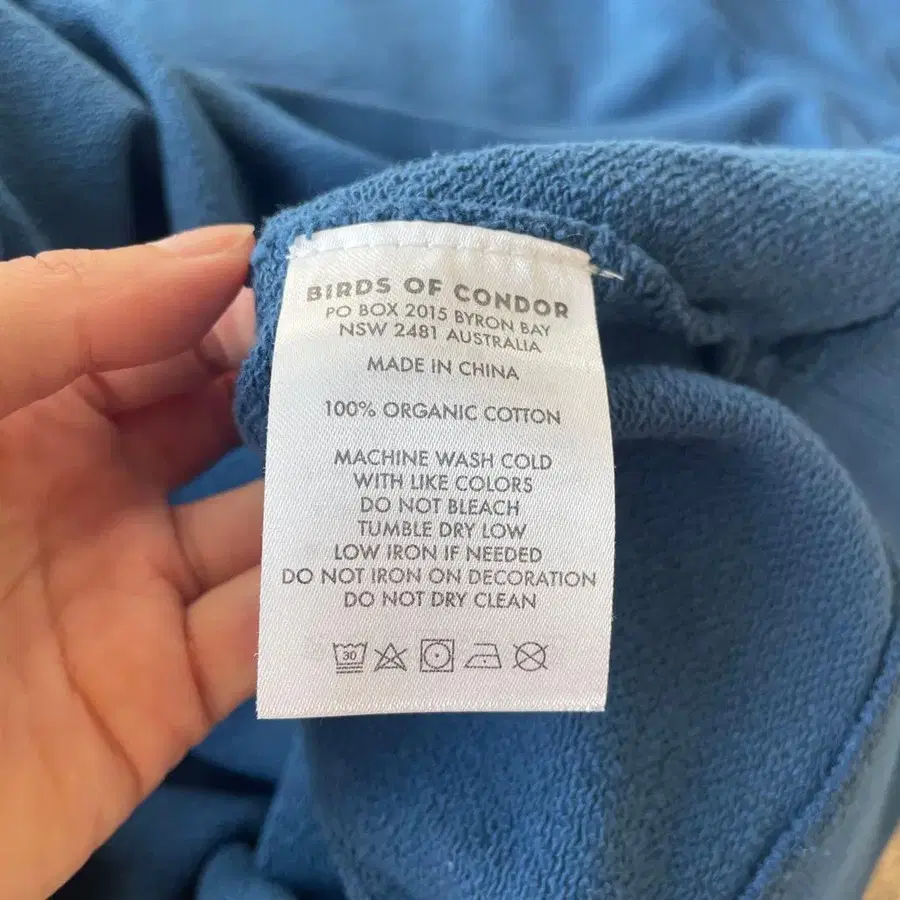 BIRDS OF CONDOR
PO BOX 2015 BYRON BAY
NSW 2481 AUSTRALIA
MADE IN CHINA
100% ORGANIC COTTON
MACHINE WASH COLD
WITH LIKE COLORS
DO NOT BLEACH
TUMBLE DRY LOW
LOW IRON IF NEEDED
DO NOT IRON ON DECORATION
DO NOT DRY CLEAN
30